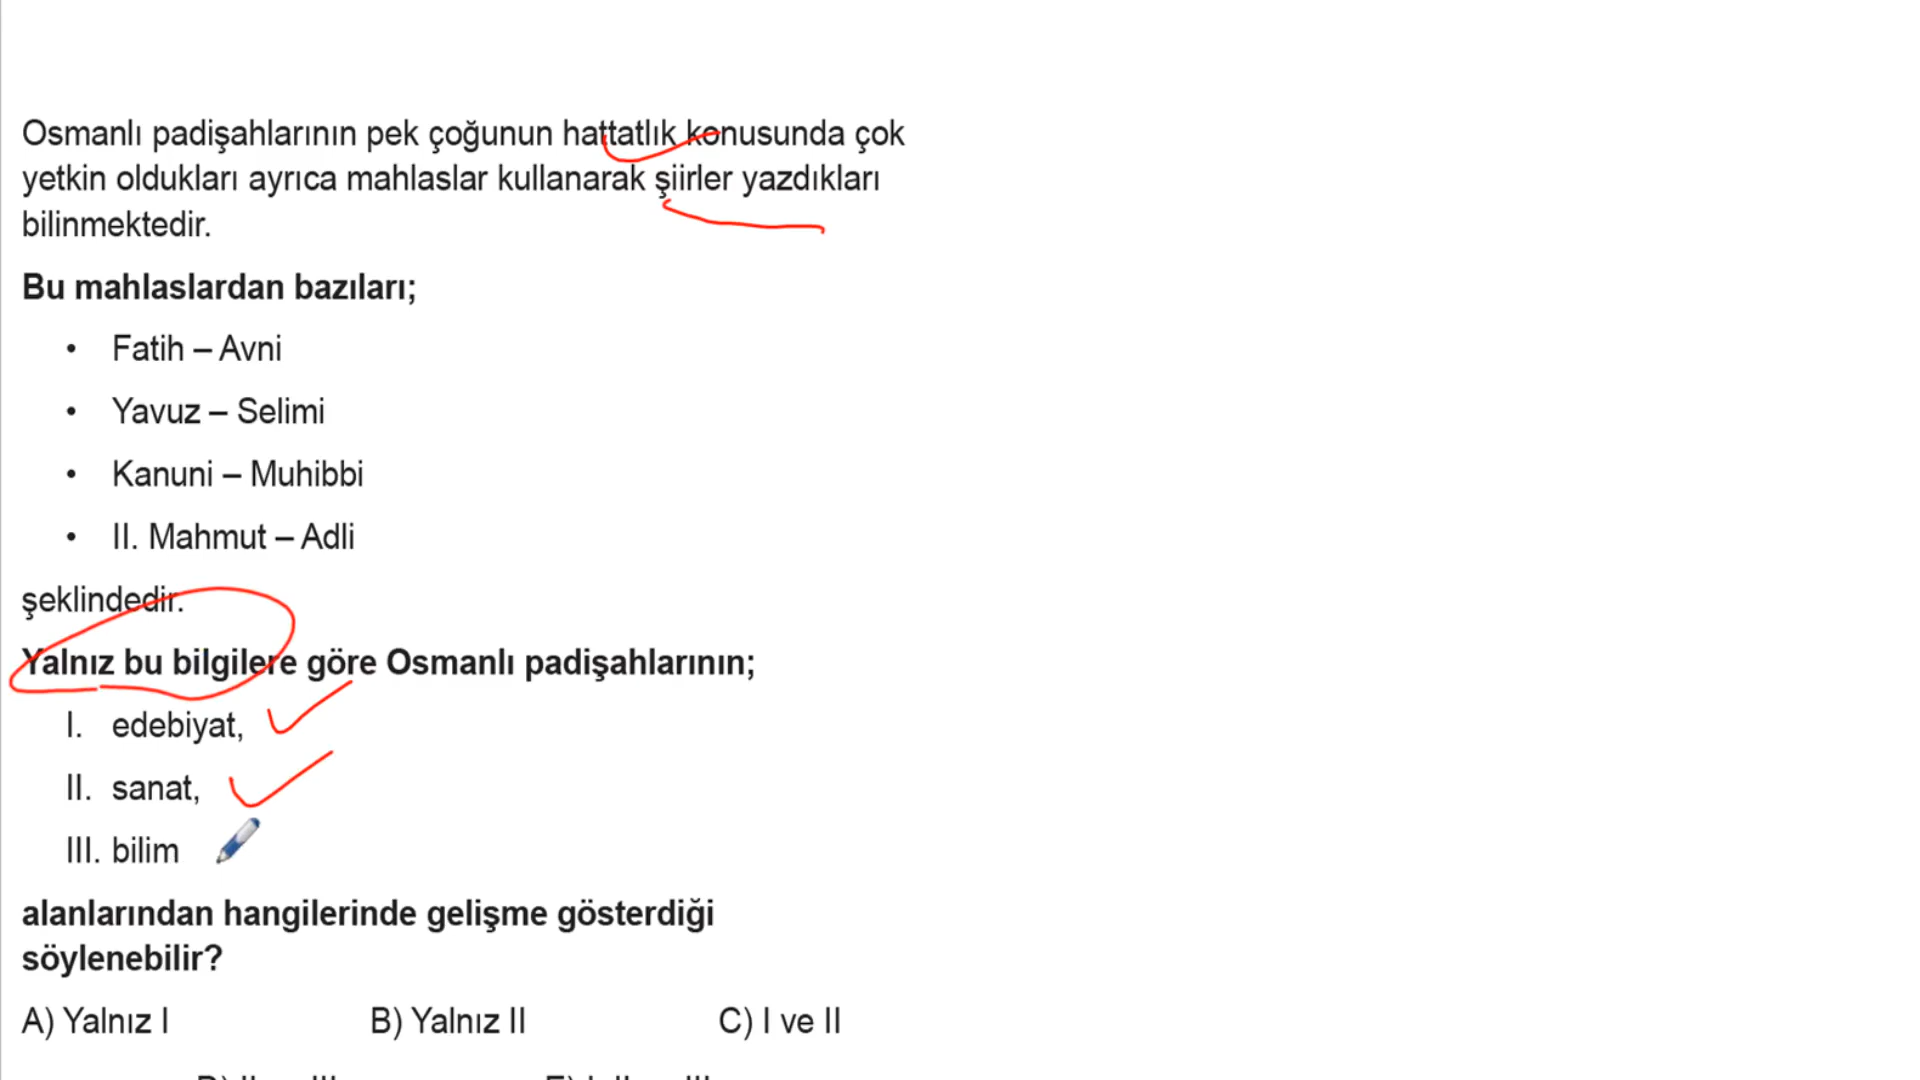 Osmanlı padişahlarının pek çoğunun hattatlık konusunda çok
yetkin oldukları ayrıca mahlaslar kullanarak şiirler yazdıkları
bilinmektedir.
Bu mahlaslardan bazıları;
• Fatih – Avni
• Yavuz – Selimi
• Kanuni – Muhibbi
• II. Mahmut – Adli
şeklindedir.
Yalnız bu bilgilere göre Osmanlı padişahlarının;
I. edebiyat,
II. sanat,
III. bilim
alanlarından hangilerinde gelişme gösterdiği
söylenebilir?
A) Yalnız I B) Yalnız II C) I ve II